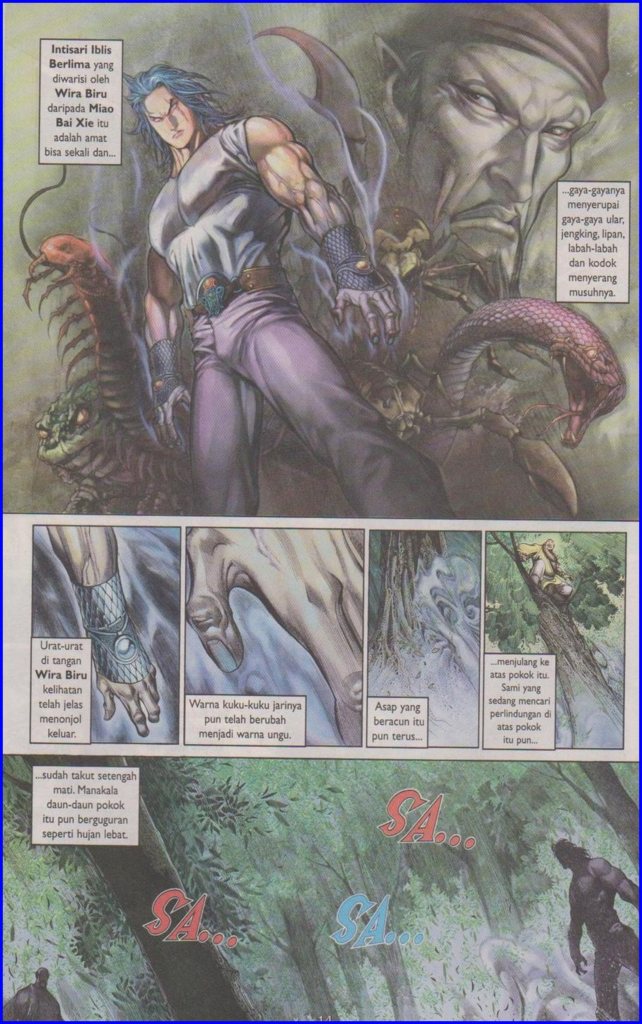 Intisari Iblis
Berlima yang
diwarisi oleh
Wira Biru
daripada Miao
Bai Xie itu
adalah amat
bisa sekali dan...
...gaya-gayanya
menyerupai
gaya-gaya ular,
jengking, lipan,
labah-labah
dan kodok
menyerang
musuhnya.
Urat-urat
di tangan
Wira Biru
kelihatan
telah jelas
menonjol
keluar.
Warna kuku-kuku jarinya
pun telah berubah
menjadi warna ungu.
Asap yang
beracun itu
pun terus...
...menjulang ke
atas pokok itu.
Sami yang
sedang mencari
perlindungan di
atas pokok
itu pun...
...sudah takut setengah
mati. Manakala
daun-daun pokok
itu pun berguguran
seperti hujan lebat.
SA...
SA...
SA...
14